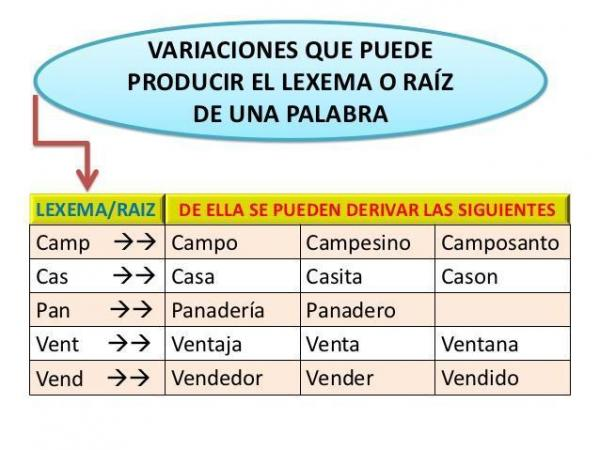 VARIACIONES QUE PUEDE
PRODUCIR EL LEXEMA O RAÍZ
DE UNA PALABRA
LEXEMA/RAIZ DE ELLA SE PUEDEN DERIVAR LAS SIGUIENTES
Camp →→ Campo Campesino Camposanto
Cas →→ Casa Casita Cason
Pan →→ Panadería Panadero
Vent →→ Ventaja Venta Ventana
Vend →→ Vendedor Vender Vendido